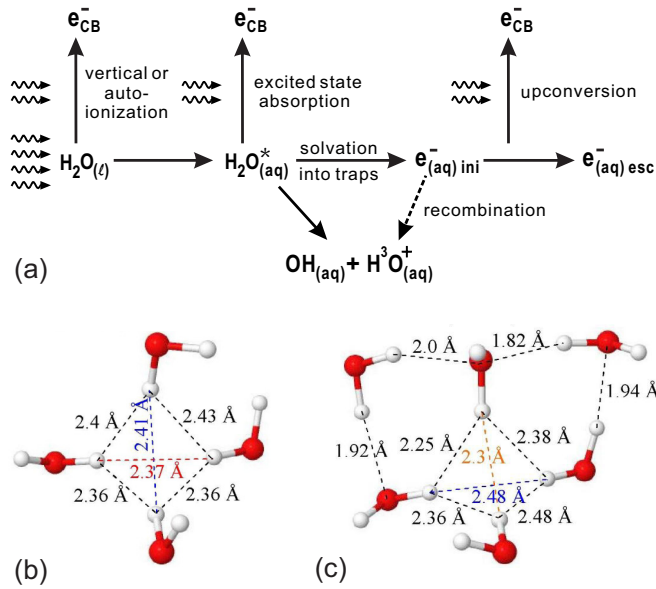 e⁻CB e⁻CB e⁻CB
vertical or auto-ionization
excited state absorption
upconversion
H₂O(ℓ) H₂O*(aq) solvation into traps e⁻(aq) ini e⁻(aq) esc
recombination
(a) OH(aq) + H³O⁺(aq)
2.4 Å
2.41 Å
2.43 Å
2.37 Å
2.36 Å
2.36 Å
(b)
2.0 Å
1.82 Å
1.94 Å
1.92 Å
2.25 Å
2.38 Å
2.3 Å
2.48 Å
2.36 Å
2.48 Å
(c)